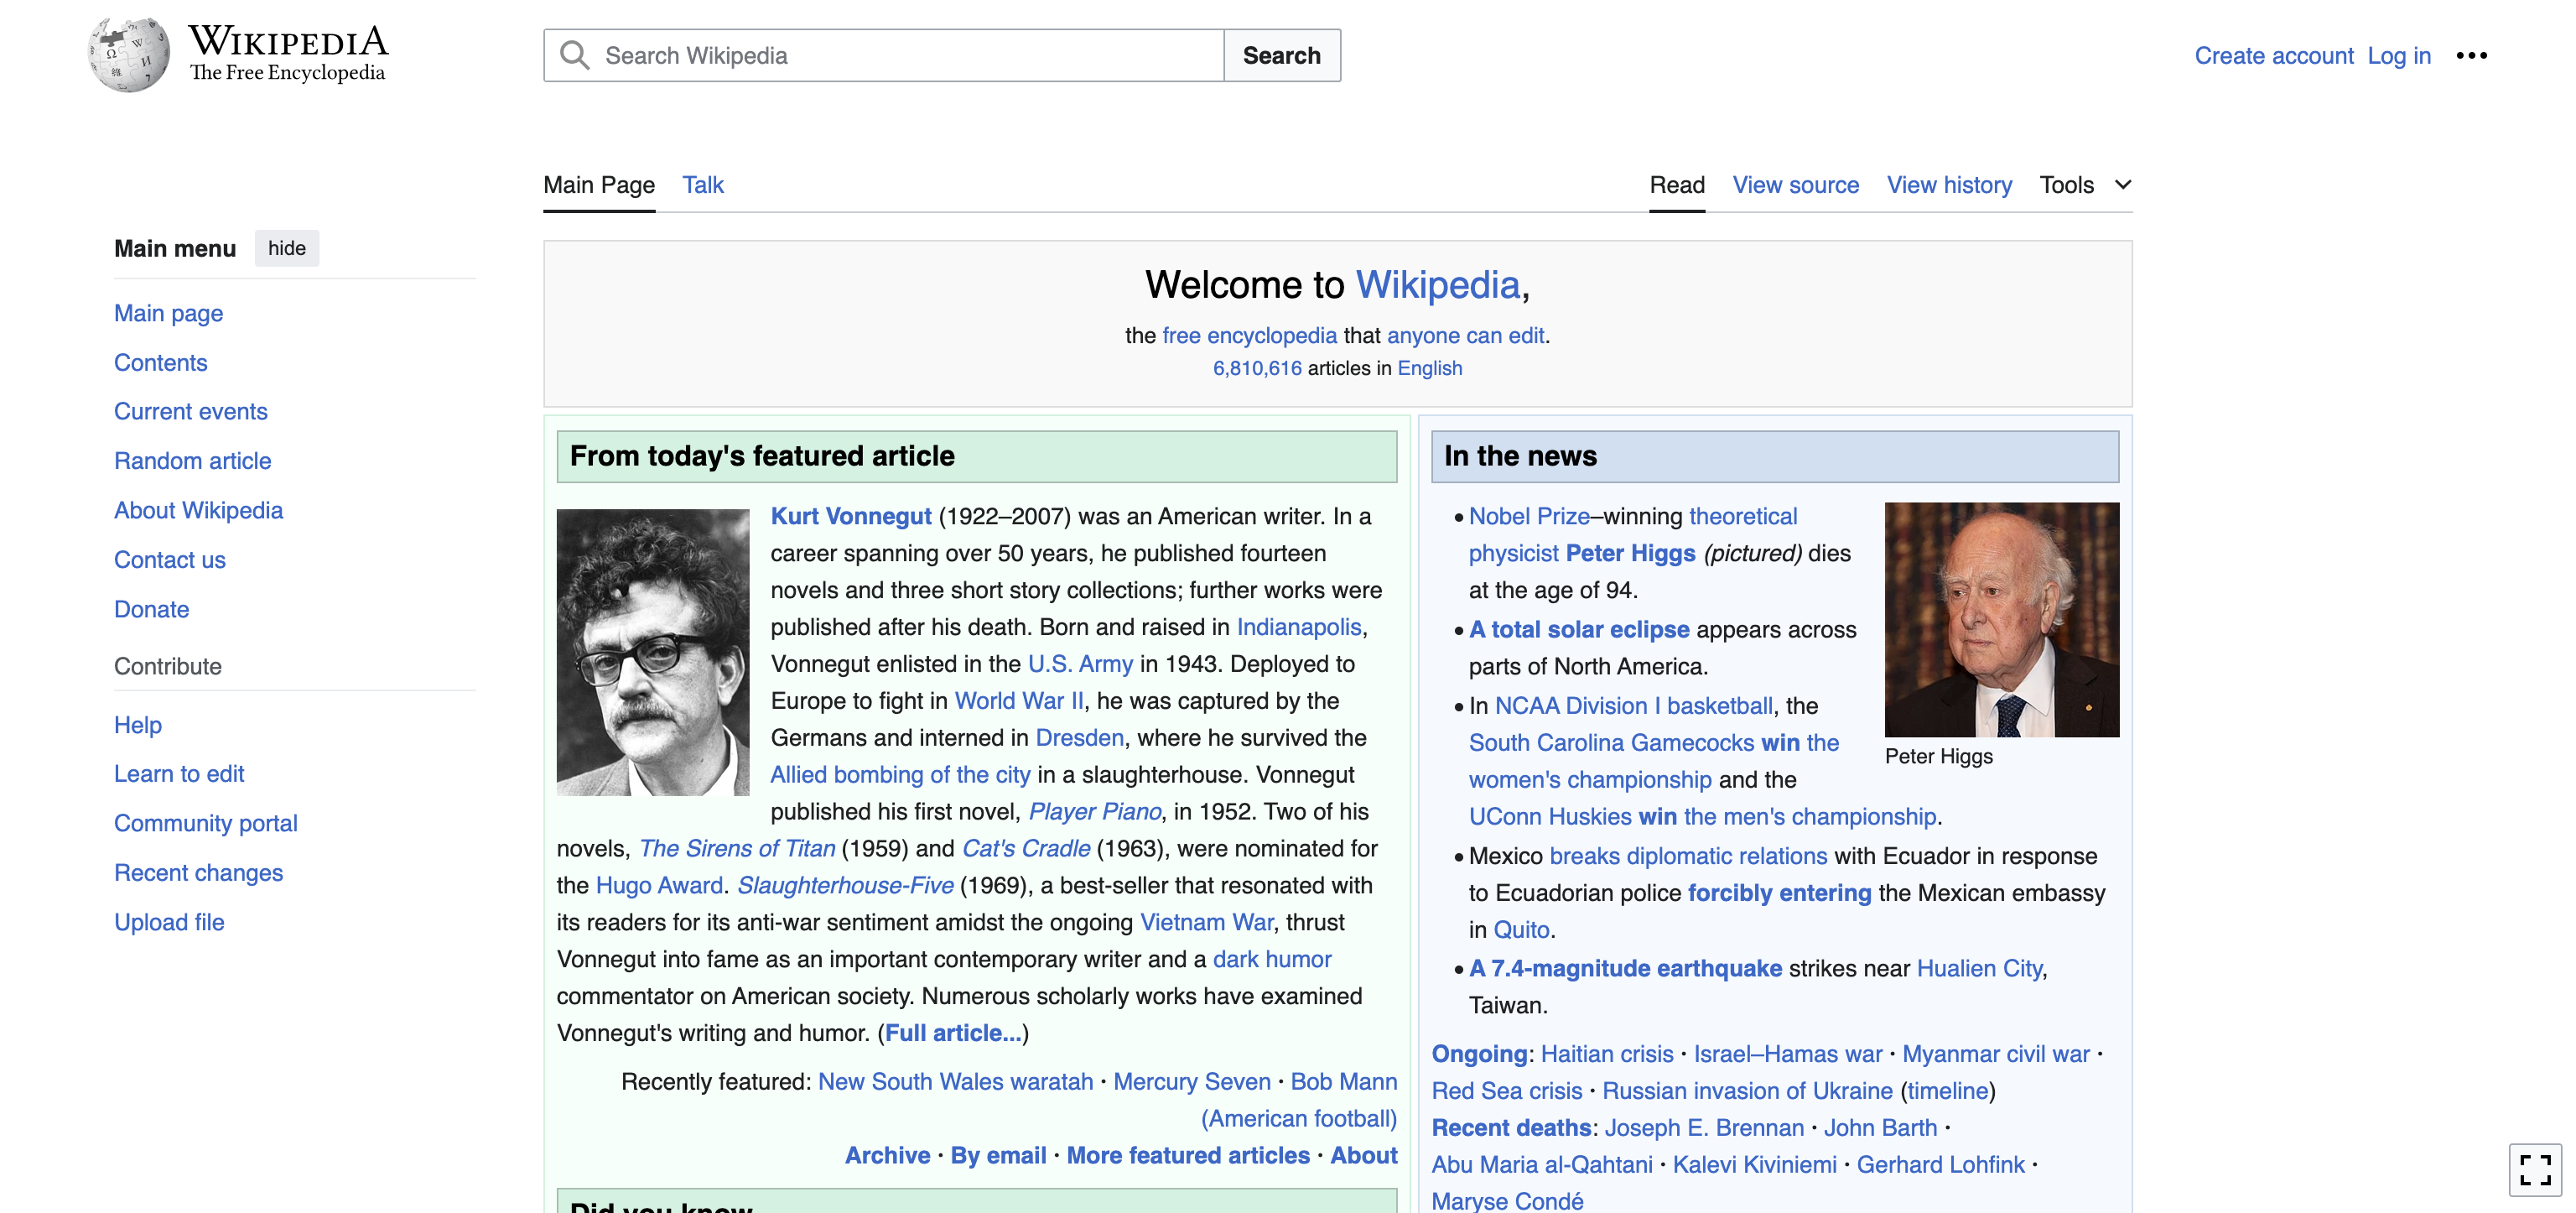 WIKIPEDIA
The Free Encyclopedia
Search Wikipedia
Search
Create account Log in
Main Page Talk
Read View source View history Tools
Main menu hide
Main page
Contents
Current events
Random article
About Wikipedia
Contact us
Donate
Contribute
Help
Learn to edit
Community portal
Recent changes
Upload file
Welcome to Wikipedia,
the free encyclopedia that anyone can edit.
6,810,616 articles in English
From today's featured article
Kurt Vonnegut (1922–2007) was an American writer. In a
career spanning over 50 years, he published fourteen
novels and three short story collections; further works were
published after his death. Born and raised in Indianapolis,
Vonnegut enlisted in the U.S. Army in 1943. Deployed to
Europe to fight in World War II, he was captured by the
Germans and interned in Dresden, where he survived the
Allied bombing of the city in a slaughterhouse. Vonnegut
published his first novel, Player Piano, in 1952. Two of his
novels, The Sirens of Titan (1959) and Cat's Cradle (1963), were nominated for
the Hugo Award. Slaughterhouse-Five (1969), a best-seller that resonated with
its readers for its anti-war sentiment amidst the ongoing Vietnam War, thrust
Vonnegut into fame as an important contemporary writer and a dark humor
commentator on American society. Numerous scholarly works have examined
Vonnegut's writing and humor. (Full article...)
Recently featured: New South Wales waratah · Mercury Seven · Bob Mann
(American football)
Archive · By email · More featured articles · About
Did you know
In the news
• Nobel Prize–winning theoretical
physicist Peter Higgs (pictured) dies
at the age of 94.
• A total solar eclipse appears across
parts of North America.
• In NCAA Division I basketball, the
South Carolina Gamecocks win the
women's championship and the
UConn Huskies win the men's championship.
Peter Higgs
• Mexico breaks diplomatic relations with Ecuador in response
to Ecuadorian police forcibly entering the Mexican embassy
in Quito.
• A 7.4-magnitude earthquake strikes near Hualien City,
Taiwan.
Ongoing: Haitian crisis · Israel–Hamas war · Myanmar civil war ·
Red Sea crisis · Russian invasion of Ukraine (timeline)
Recent deaths: Joseph E. Brennan · John Barth ·
Abu Maria al-Qahtani · Kalevi Kiviniemi · Gerhard Lohfink ·
Maryse Condé